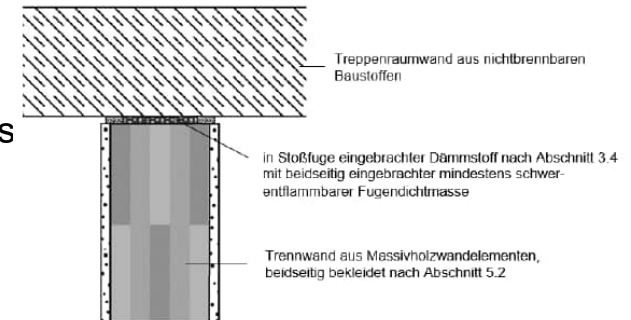 Treppenraumwand aus nichtbrennbaren
Baustoffen
s
in Stoßfuge eingebrachter Dämmstoff nach Abschnitt 3.4
mit beidseitig eingebrachter mindestens schwer-
entflammbarer Fugendichtmasse
Trennwand aus Massivholzwandelementen,
beidseitig bekleidet nach Abschnitt 5.2